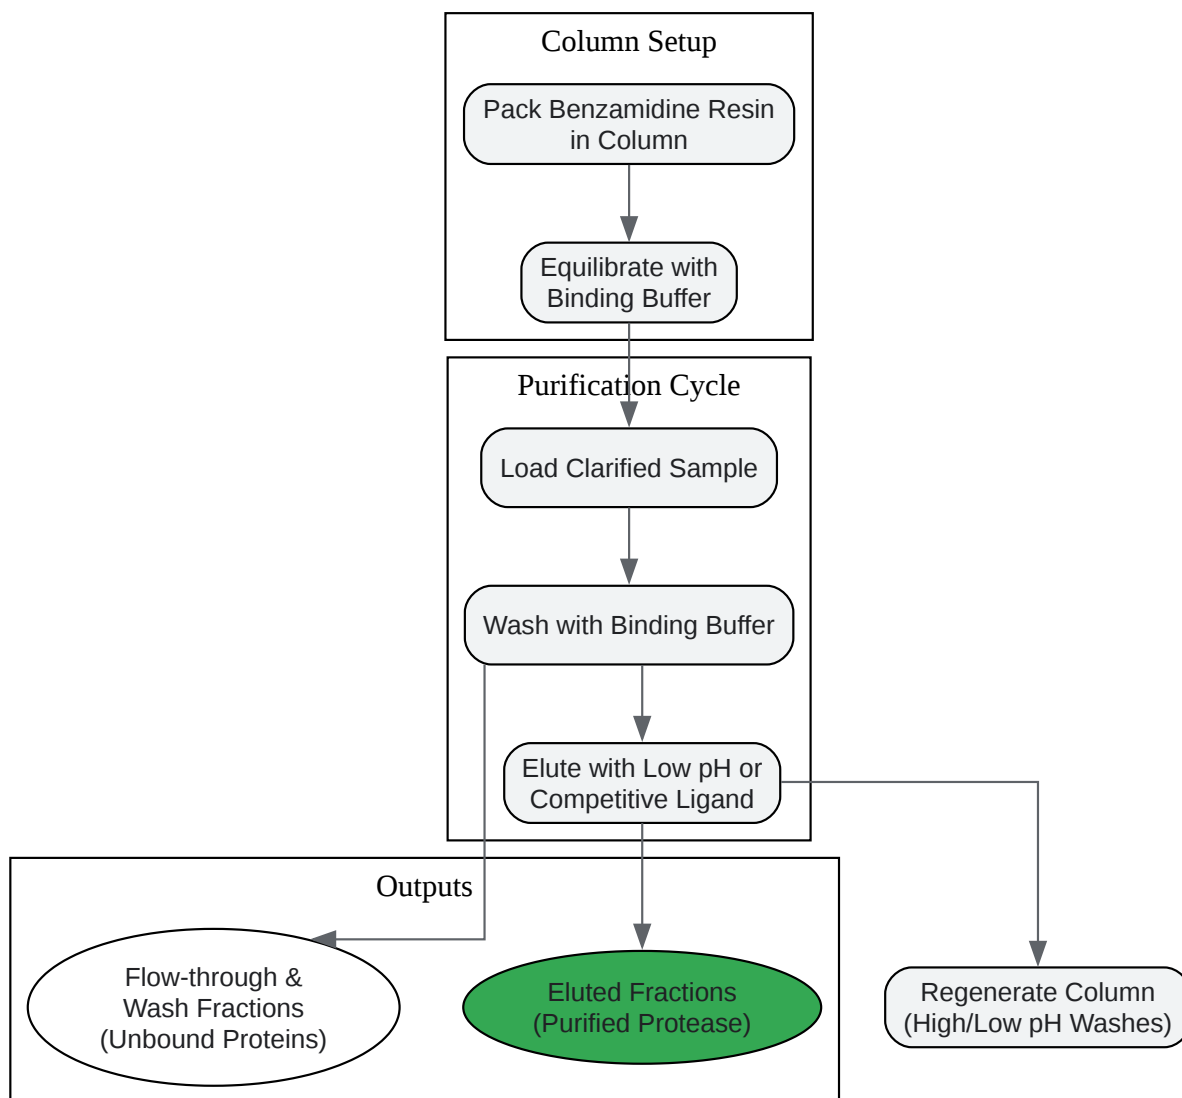 Column Setup
Pack Benzamidine Resin
in Column
Equilibrate with
Binding Buffer
Purification Cycle
Load Clarified Sample
Wash with Binding Buffer
Elute with Low pH or
Competitive Ligand
Outputs
Flow-through &
Wash Fractions
(Unbound Proteins)
Eluted Fractions
(Purified Protease)
Regenerate Column
(High/Low pH Washes)